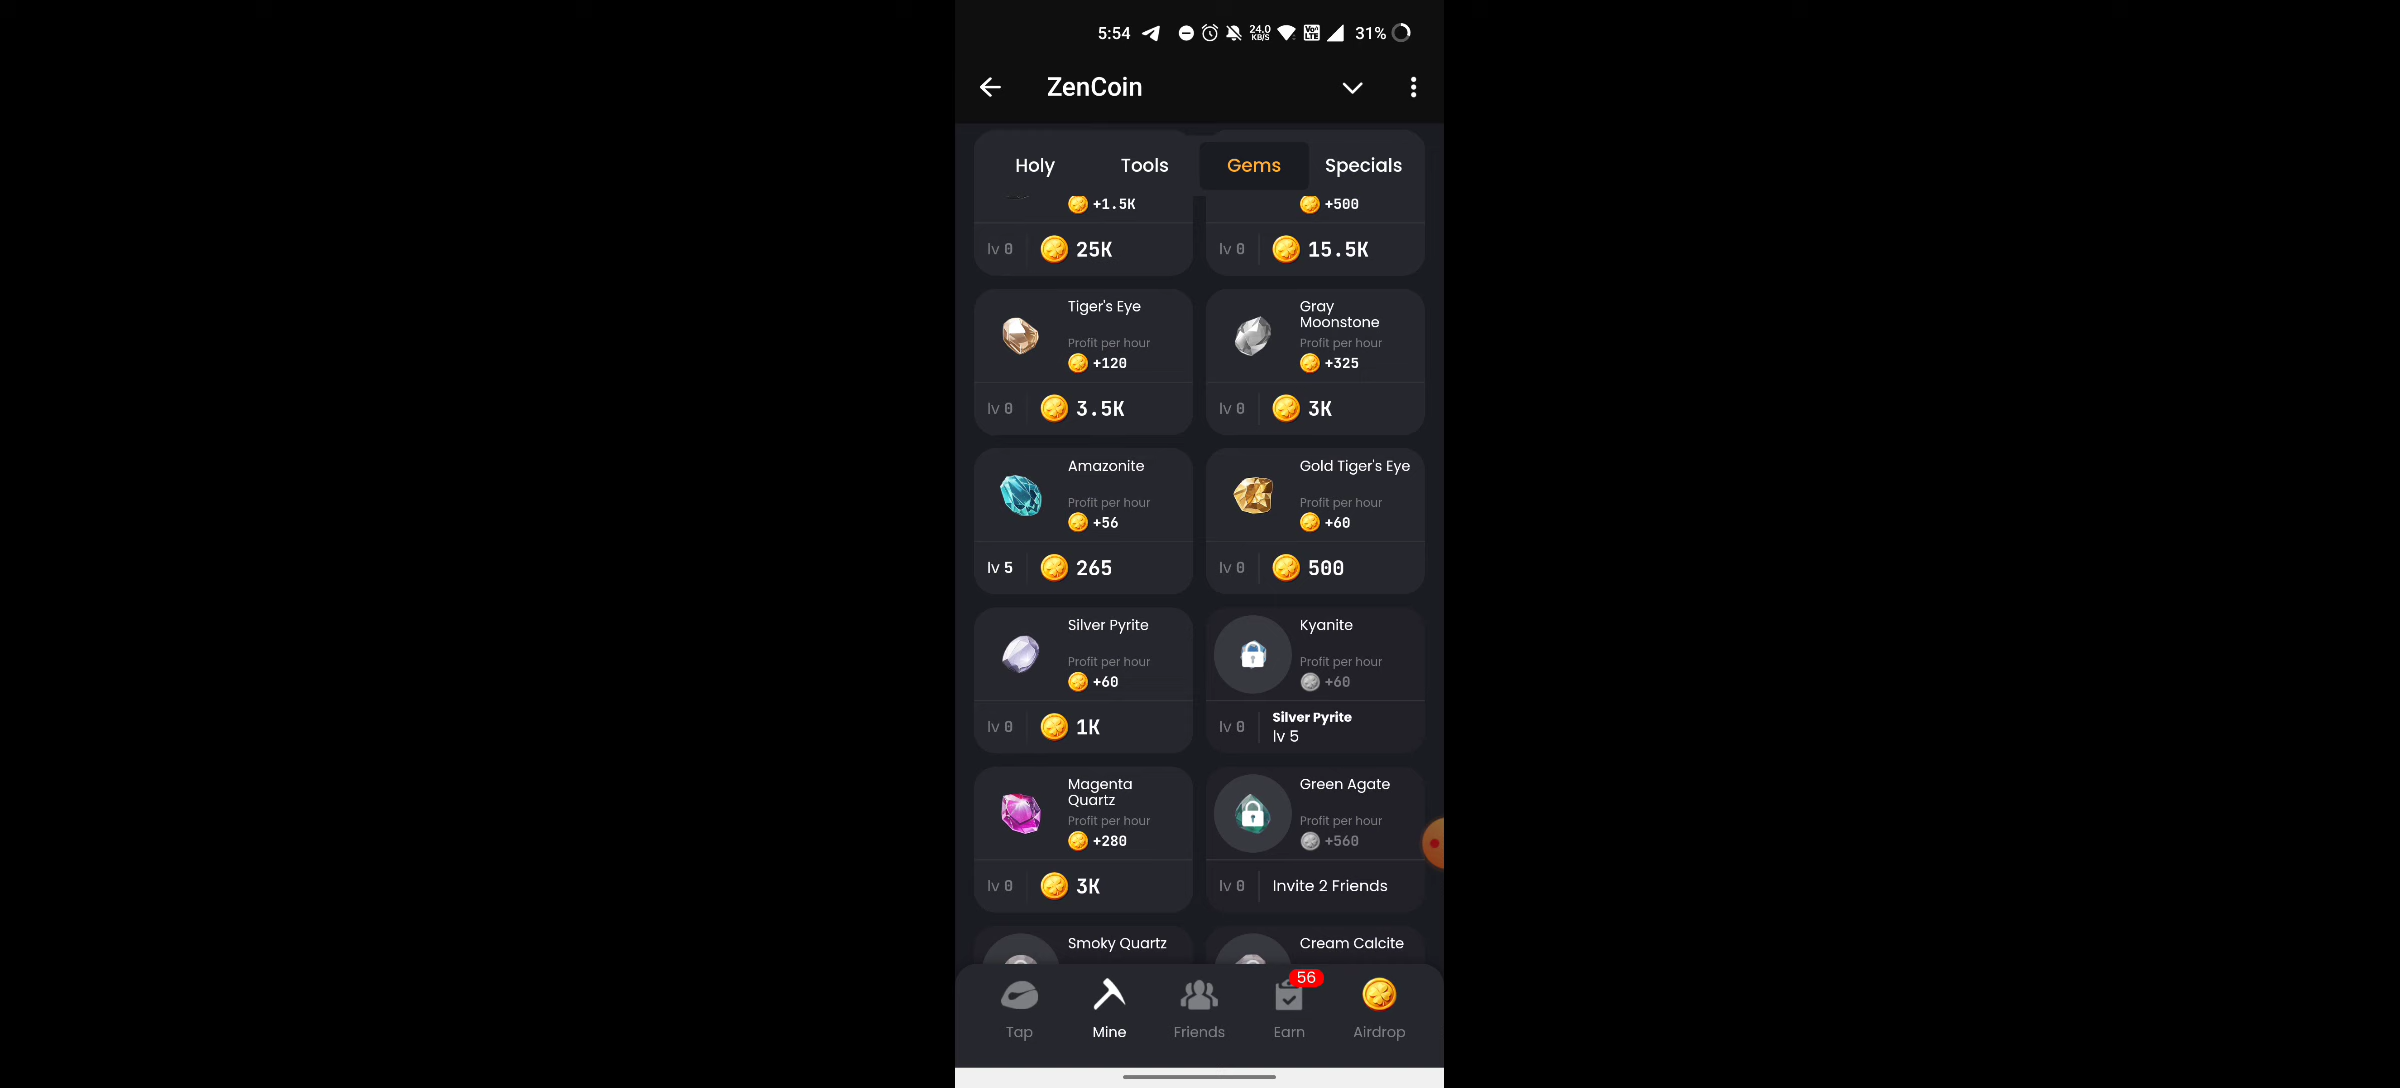 5:54 24.0 KB/S Vo) LTE 31%
ZenCoin
Holy Tools Gems Specials
+1.5K
lv 0 25K
+500
lv 0 15.5K
Tiger's Eye
Profit per hour
+120
lv 0 3.5K
Gray
Moonstone
Profit per hour
+325
lv 0 3K
Amazonite
Profit per hour
+56
lv 5 265
Gold Tiger's Eye
Profit per hour
+60
lv 0 500
Silver Pyrite
Profit per hour
+60
lv 0 1K
Kyanite
Profit per hour
+60
lv 0 Silver Pyrite
lv 5
Magenta
Quartz
Profit per hour
+280
lv 0 3K
Green Agate
Profit per hour
+560
lv 0 Invite 2 Friends
Smoky Quartz
Cream Calcite
56
Tap Mine Friends Earn Airdrop